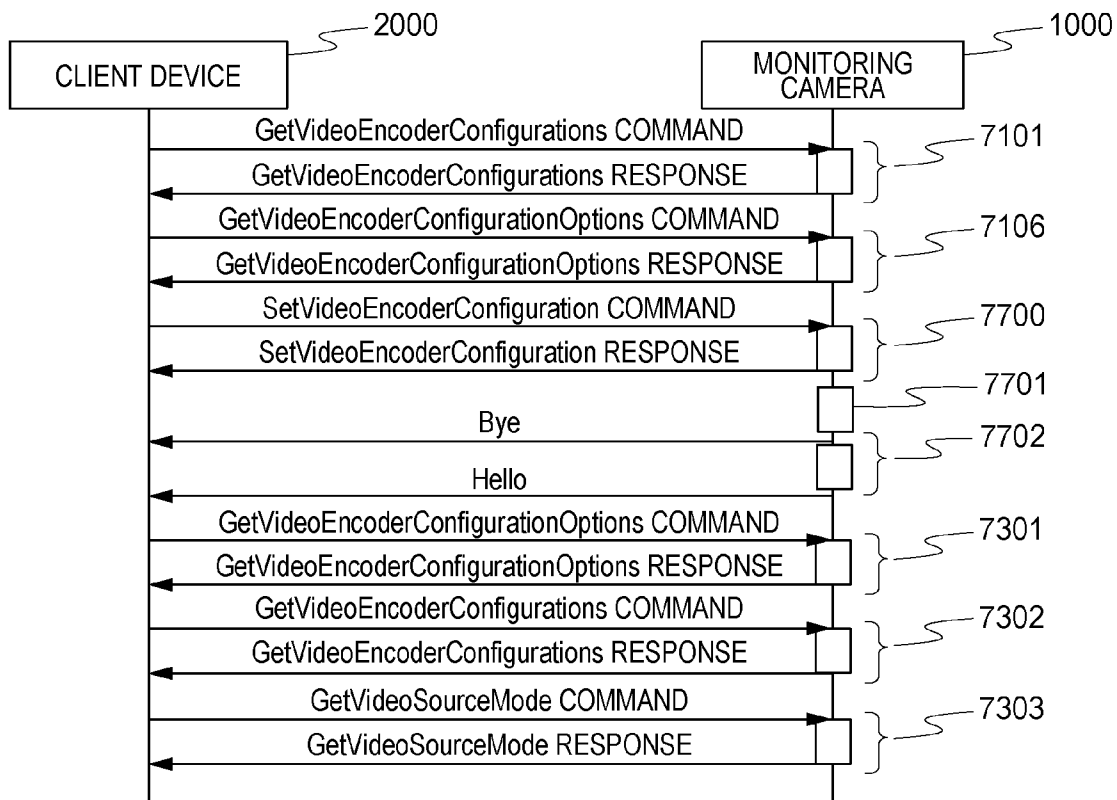 2000
1000
CLIENT DEVICE
MONITORING
CAMERA
GetVideoEncoderConfigurations COMMAND
7101
GetVideoEncoderConfigurations RESPONSE
GetVideoEncoderConfigurationOptions COMMAND
7106
GetVideoEncoderConfigurationOptions RESPONSE
SetVideoEncoderConfiguration COMMAND
7700
SetVideoEncoderConfiguration RESPONSE
7701
Bye
7702
Hello
GetVideoEncoderConfigurationOptions COMMAND
7301
GetVideoEncoderConfigurationOptions RESPONSE
GetVideoEncoderConfigurations COMMAND
7302
GetVideoEncoderConfigurations RESPONSE
GetVideoSourceMode COMMAND
7303
GetVideoSourceMode RESPONSE